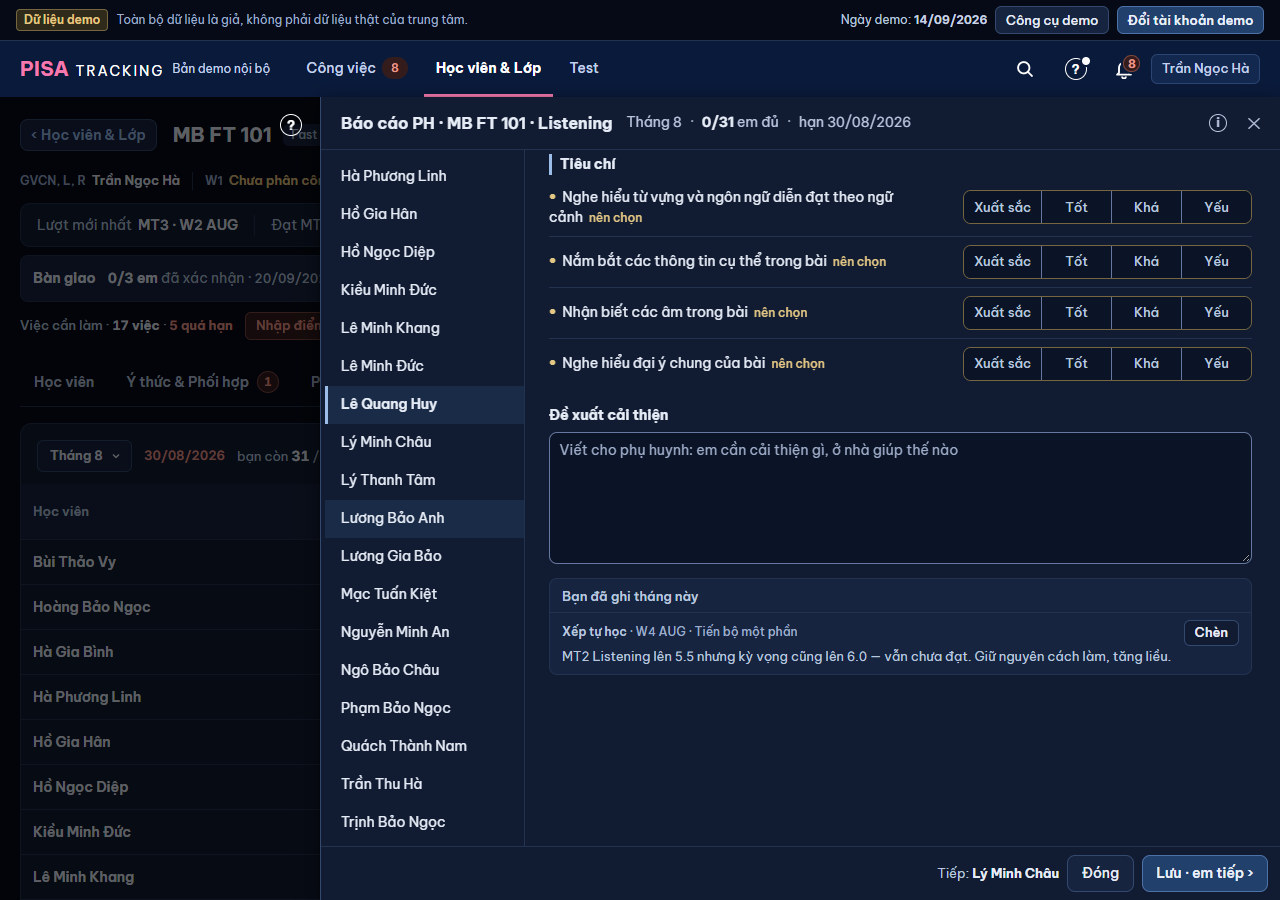 Dữ liệu demo Toàn bộ dữ liệu là giả, không phải dữ liệu thật của trung tâm. Ngày demo: 14/09/2026 Công cụ demo Đổi tài khoản demo
PISA TRACKING Bản demo nội bộ Công việc 8 Học viên & Lớp Test ? 8 Trần Ngọc Hà
‹ Học viên & Lớp MB FT 101 ?
GVCN, L, R Trần Ngọc Hà W1 Chưa phân
Lượt mới nhất MT3 · W2 AUG Đạt
Bàn giao 0/3 em đã xác nhận ·
Việc cần làm · 17 việc · 5 quá hạn Nhập điểm
Học viên Ý thức & Phối hợp 1
Tháng 8 30/08/2026 bạn còn 31 /
Học viên
Bùi Thảo Vy
Hoàng Bảo Ngọc
Hà Gia Bình
Hà Phương Linh
Hồ Gia Hân
Hồ Ngọc Diệp
Kiều Minh Đức
Lê Minh Khang
Báo cáo PH · MB FT 101 · Listening Tháng 8 · 0/31 em đủ · hạn 30/08/2026
Hà Phương Linh
Hồ Gia Hân
Hồ Ngọc Diệp
Kiều Minh Đức
Lê Minh Khang
Lê Minh Đức
Lê Quang Huy
Lý Minh Châu
Lý Thanh Tâm
Lương Bảo Anh
Lương Gia Bảo
Mạc Tuấn Kiệt
Nguyễn Minh An
Ngô Bảo Châu
Phạm Bảo Ngọc
Quách Thành Nam
Trần Thu Hà
Trịnh Bảo Ngọc
Tiêu chí
• Nghe hiểu từ vựng và ngôn ngữ diễn đạt theo ngữ
cảnh nên chọn
Xuất sắc Tốt Khá Yếu
• Nắm bắt các thông tin cụ thể trong bài nên chọn Xuất sắc Tốt Khá Yếu
• Nhận biết các âm trong bài nên chọn Xuất sắc Tốt Khá Yếu
• Nghe hiểu đại ý chung của bài nên chọn Xuất sắc Tốt Khá Yếu
Đề xuất cải thiện
Viết cho phụ huynh: em cần cải thiện gì, ở nhà giúp thế nào
Bạn đã ghi tháng này
Xếp tự học · W4 AUG · Tiến bộ một phần Chèn
MT2 Listening lên 5.5 nhưng kỳ vọng cũng lên 6.0 — vẫn chưa đạt. Giữ nguyên cách làm, tăng liều.
Tiếp: Lý Minh Châu Đóng Lưu · em tiếp ›